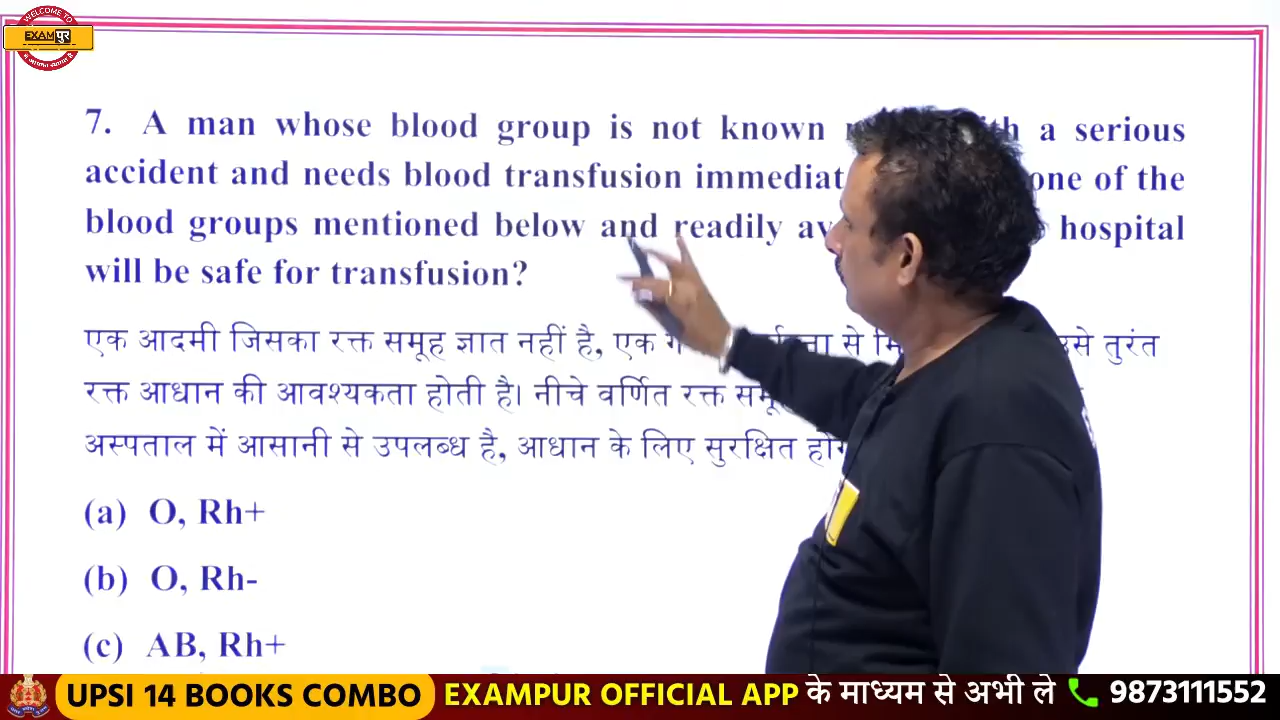 WELCOME TO
EXAMपुर
7. A man whose blood group is not known with a serious
accident and needs blood transfusion immediat one of the
blood groups mentioned below and readily av hospital
will be safe for transfusion?
एक आदमी जिसका रक्त समूह ज्ञात नहीं है, एक से तुरंत
रक्त आधान की आवश्यकता होती है। नीचे वर्णित रक्त समू
अस्पताल में आसानी से उपलब्ध है, आधान के लिए सुरक्षित
(a) O, Rh+
(b) O, Rh-
(c) AB, Rh+
UPSI 14 BOOKS COMBO EXAMPUR OFFICIAL APP के माध्यम से अभी ले 9873111552